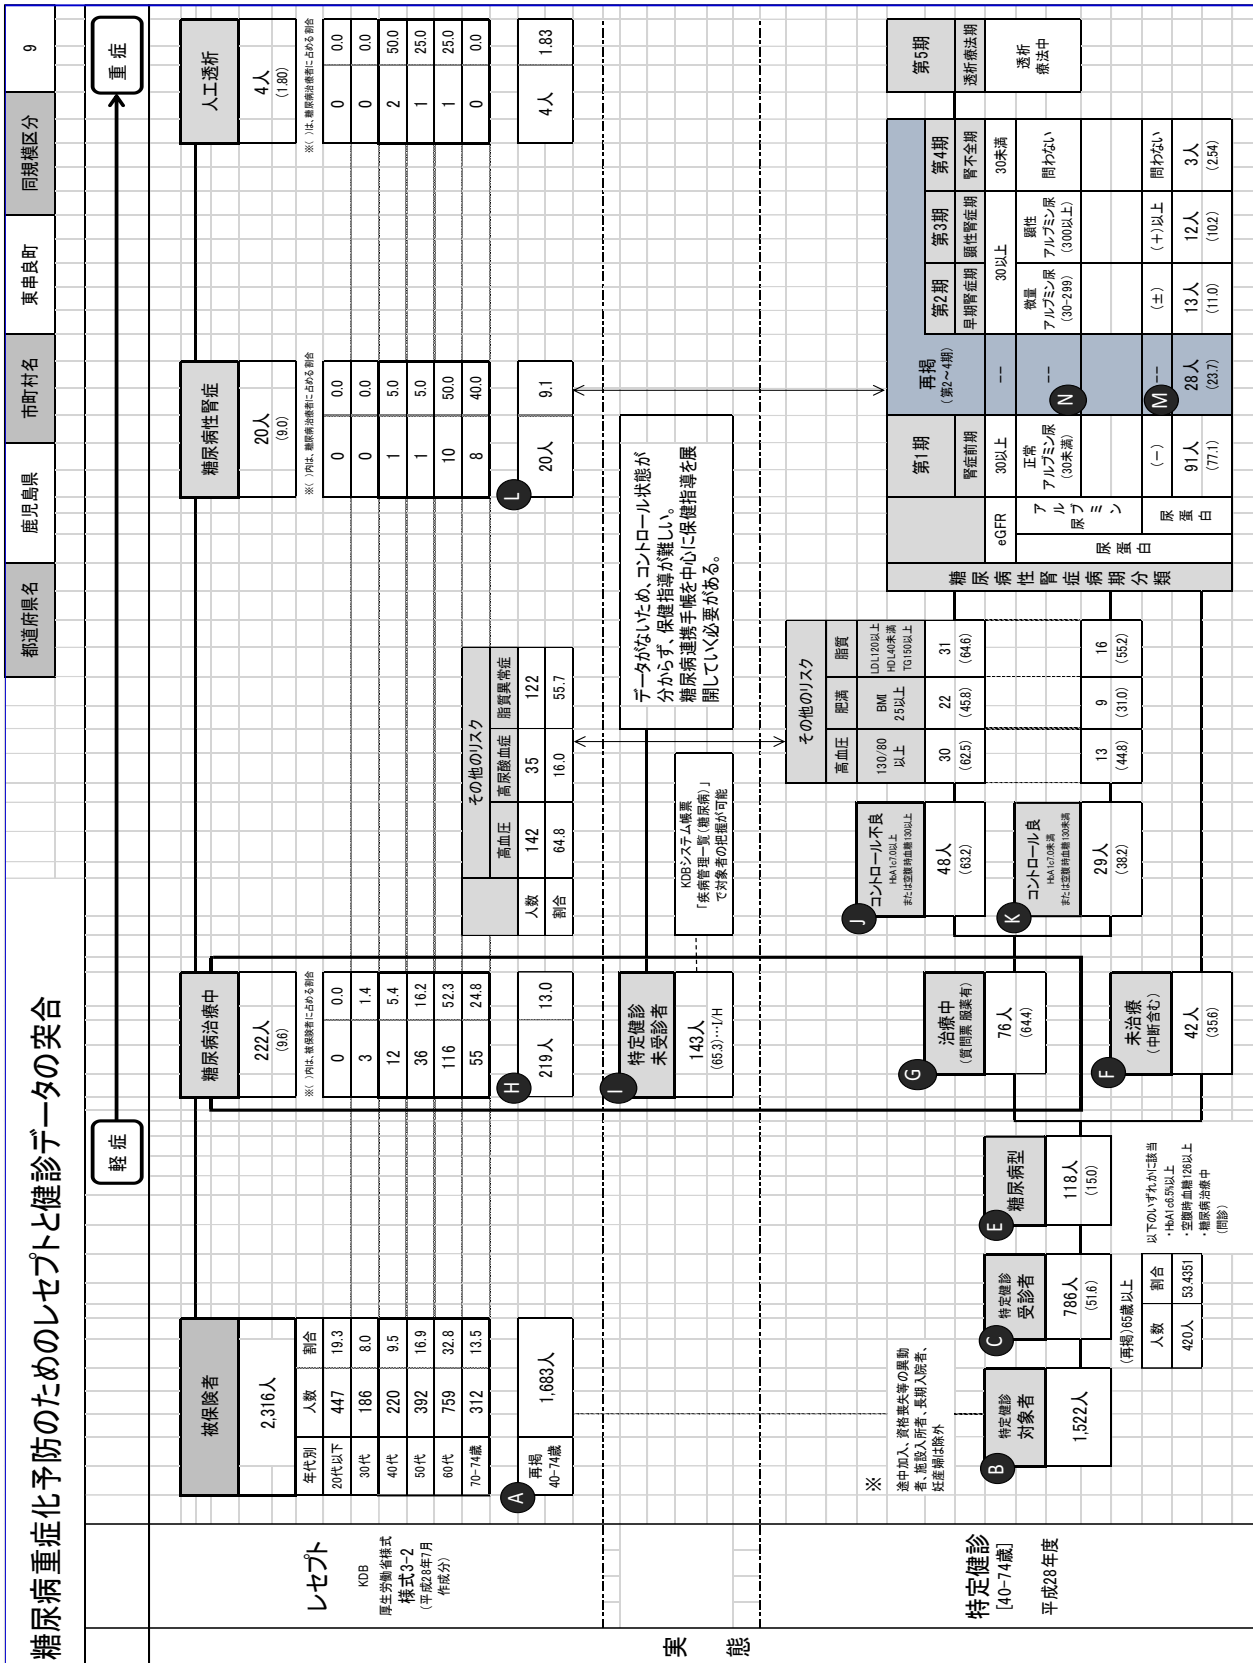 糖尿病重症化予防のためのレセプトと健診データの突合
都道府県名 鹿児島県 市町村名 東串良町 同規模区分 9
軽症 重症
実態
レセプト
KDB
厚生労働省様式
様式3-2
(平成28年7月
作成分)
被保険者
2,316人
年代別 人数 割合
20代以下 447 19.3
30代 186 8.0
40代 220 9.5
50代 392 16.9
60代 759 32.8
70-74歳 312 13.5
A
再掲
40-74歳
1,683人
糖尿病治療中
222人
(9.6)
※( )内は、被保険者に占める割合
0 0.0
3 1.4
12 5.4
36 16.2
116 52.3
55 24.8
H
219人 13.0
その他のリスク
高血圧 高尿酸血症 脂質異常症
人数 142 35 122
割合 64.8 16.0 55.7
糖尿病性腎症
20人
(9.0)
※( )内は、糖尿病治療者に占める割合
0 0.0
0 0.0
1 5.0
1 5.0
10 50.0
8 40.0
L
20人 9.1
人工透析
4人
(1.80)
※( )は、糖尿病治療者に占める割合
0 0.0
0 0.0
2 50.0
1 25.0
1 25.0
0 0.0
4人 1.83
I
特定健診
未受診者
143人
(65.3)…I/H
KDBシステム帳票
「疾病管理一覧(糖尿病)」
で対象者の把握が可能
データがないため、コントロール状態が
分からず、保健指導が難しい。
糖尿病連携手帳を中心に保健指導を展
開していく必要がある。
特定健診
[40-74歳]
平成28年度
※
途中加入、資格喪失等の異動
者、施設入所者、長期入院者、
妊産婦は除外
B
特定健診
対象者
1,522人
C
特定健診
受診者
786人
(51.6)
(再掲)65歳以上
人数 割合
420人 53.4351
E
糖尿病型
118人
(15.0)
以下のいずれかに該当
・HbA1c6.5%以上
・空腹時血糖126以上
・糖尿病治療中
(問診)
G
治療中
(質問票 服薬有)
76人
(64.4)
F
未治療
(中断含む)
42人
(35.6)
J
コントロール不良
HbA1c7.0以上
または空腹時血糖130以上
48人
(63.2)
K
コントロール良
HbA1c7.0未満
または空腹時血糖130未満
29人
(38.2)
その他のリスク
高血圧 肥満 脂質
130/80
以上
BMI
25以上
LDL120以上
HDL40未満
TG150以上
30 22 31
(62.5) (45.8) (64.6)
13 9 16
(44.8) (31.0) (55.2)
糖尿病性腎症病期分類
第1期 再掲
(第2~4期)
第2期 第3期 第4期 第5期
腎症前期 早期腎症期 顕性腎症期 腎不全期 透析療法期
eGFR 30以上 -- 30以上 30未満
透析
療法中
尿蛋白
アルブミン尿
正常
アルブミン尿
(30未満)
--
N
微量
アルブミン尿
(30-299)
顕性
アルブミン尿
(300以上)
問わない
尿蛋白 (-) -- (±) (+)以上 問わない
M
91人 28人 13人 12人 3人
(77.1) (23.7) (11.0) (10.2) (2.54)